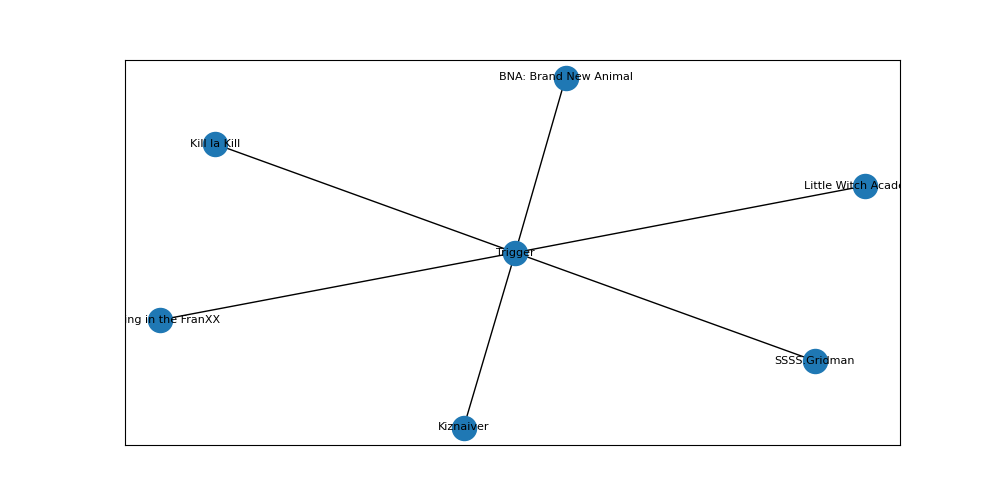 BNA: Brand New Animal
Kill la Kill
Little Witch Acade
Trigger
ing in the FranXX
SSSS.Gridman
Kiznaiver